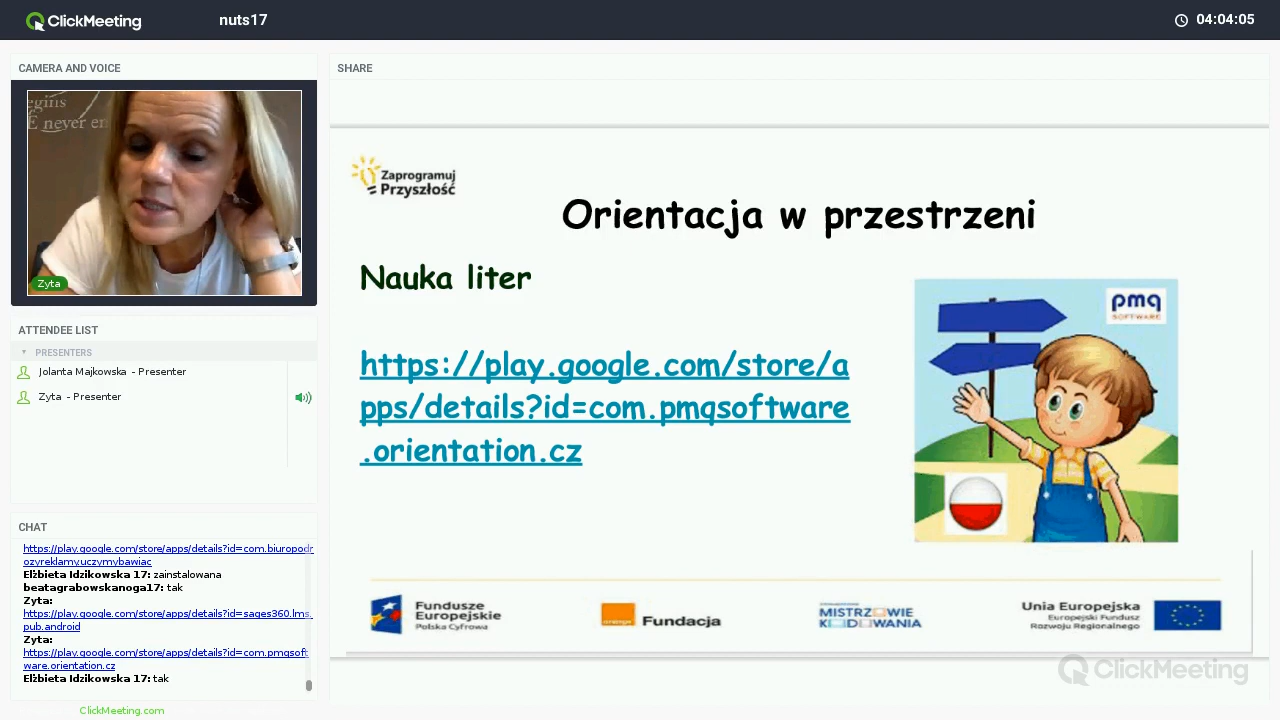 ClickMeeting
nuts17
04:04:05
CAMERA AND VOICE
egins
E never en
Zyta
ATTENDEE LIST
PRESENTERS
Jolanta Majkowska - Presenter
Zyta - Presenter
CHAT
https://play.google.com/store/apps/details?id=com.biuropodr
ozyreklamy.uczymybawiac
Elżbieta Idzikowska 17: zainstalowana
beatagrabowskanoga17: tak
Zyta:
https://play.google.com/store/apps/details?id=sages360.lms.
pub.android
Zyta:
https://play.google.com/store/apps/details?id=com.pmqsoft
ware.orientation.cz
Elżbieta Idzikowska 17: tak
ClickMeeting.com
SHARE
Zaprogramuj
Przyszłość
Orientacja w przestrzeni
Nauka liter
https://play.google.com/store/a
pps/details?id=com.pmqsoftware
.orientation.cz
pmq
SOFTWARE
Fundusze
Europejskie
Polska Cyfrowa
orange
Fundacja
MISTRZOWIE
KODOWANIA
Unia Europejska
Europejski Fundusz
Rozwoju Regionalnego
ClickMeeting